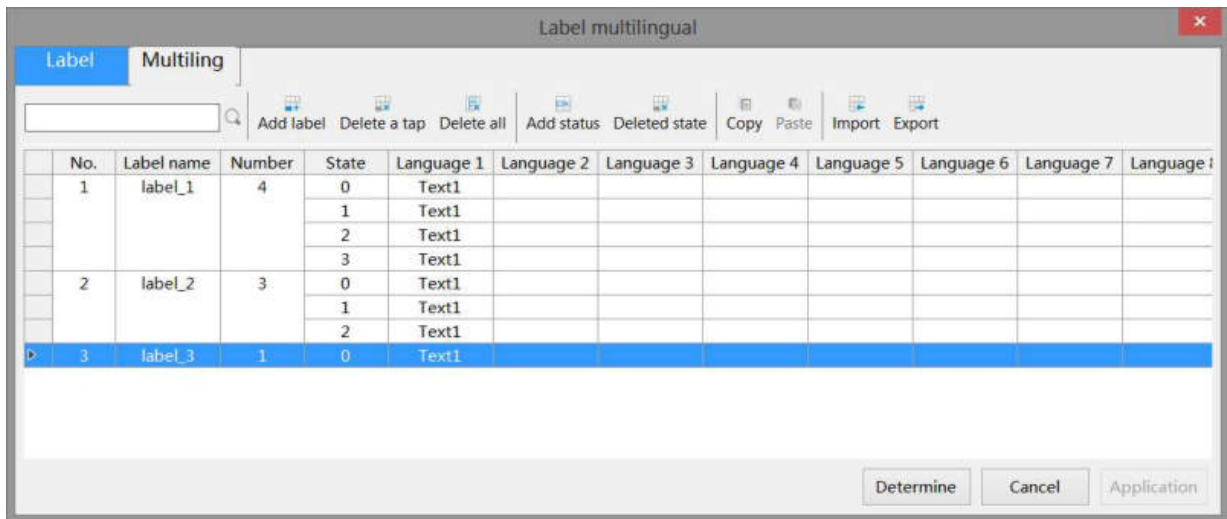 Label multilingual
Label Multiling
Add label Delete a tap Delete all Add status Deleted state Copy Paste Import Export
No. Label name Number State Language 1 Language 2 Language 3 Language 4 Language 5 Language 6 Language 7 Language
1 label_1 4 0 Text1
1 Text1
2 Text1
3 Text1
2 label_2 3 0 Text1
1 Text1
2 Text1
3 label_3 1 0 Text1
Determine Cancel Application